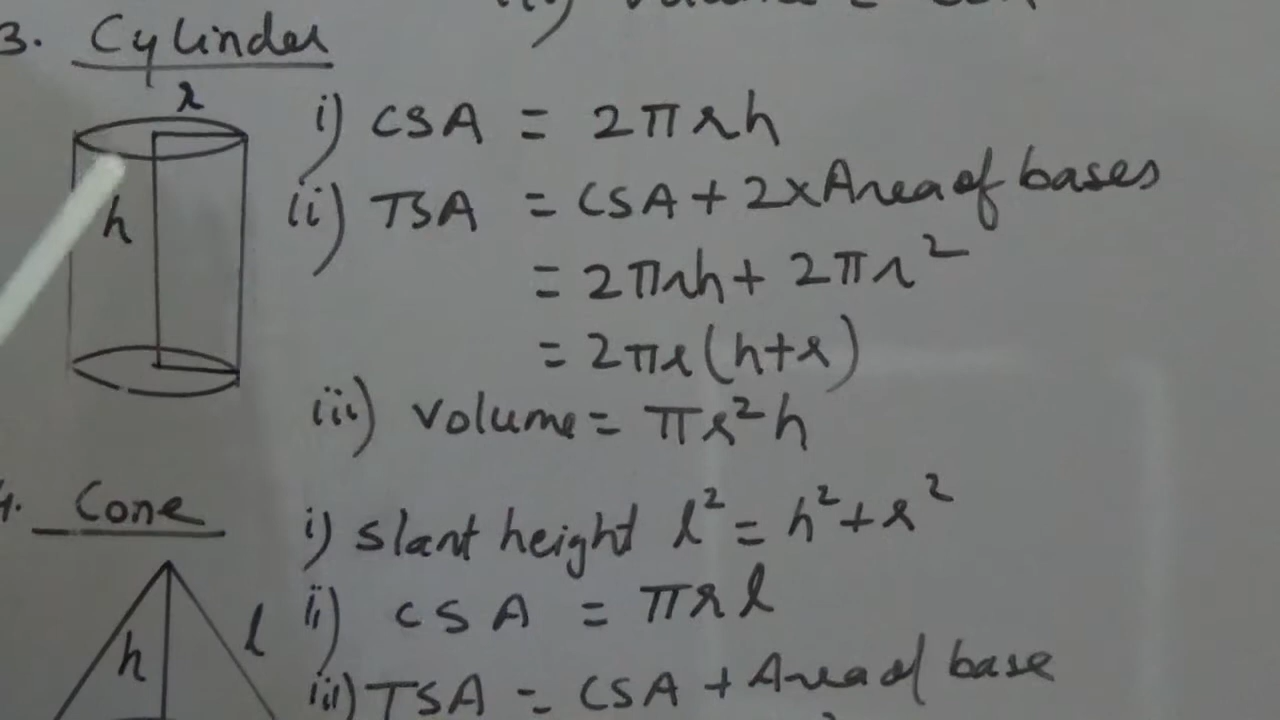 3. Cylinder
r
h
i) CSA = 2πrh
ii) TSA = CSA + 2×Area of bases
= 2πrh + 2πr²
= 2πr(h+r)
iii) Volume = πr²h
4. Cone
h
l
i) slant height l² = h²+r²
ii) CSA = πrl
iii) TSA = CSA + Area of base